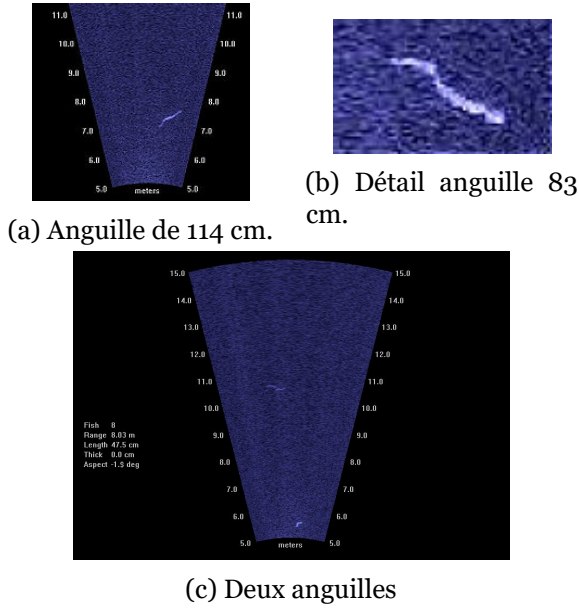 11.0 11.0
10.0 10.0
9.0 9.0
8.0 8.0
7.0 7.0
6.0 6.0
5.0 meters 5.0
(a) Anguille de 114 cm.
(b) Détail anguille 83
cm.
15.0 15.0
14.0 14.0
13.0 13.0
12.0 12.0
11.0 11.0
10.0 10.0
9.0 9.0
8.0 8.0
7.0 7.0
6.0 6.0
5.0 meters 5.0
Fish 8
Range 8.03 m
Length 47.5 cm
Thick 0.0 cm
Aspect -1.9 deg
(c) Deux anguilles